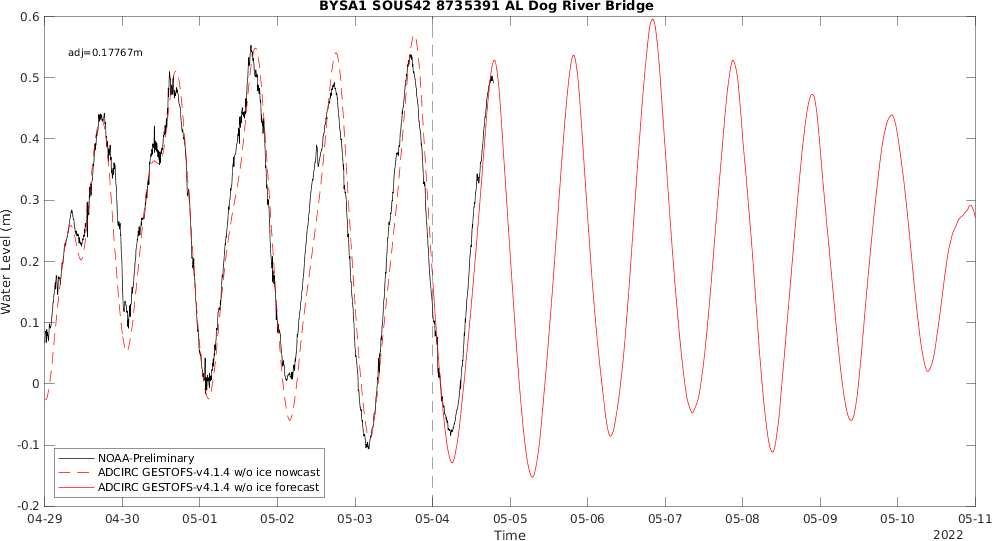 BYSA1 SOUS42 8735391 AL Dog River Bridge
adj=0.17767m
Water Level (m)
0.6
0.5
0.4
0.3
0.2
0.1
0
-0.1
-0.2
NOAA-Preliminary
ADCIRC GESTOFS-v4.1.4 w/o ice nowcast
ADCIRC GESTOFS-v4.1.4 w/o ice forecast
04-29 04-30 05-01 05-02 05-03 05-04 05-05 05-06 05-07 05-08 05-09 05-10 05-11
Time
2022